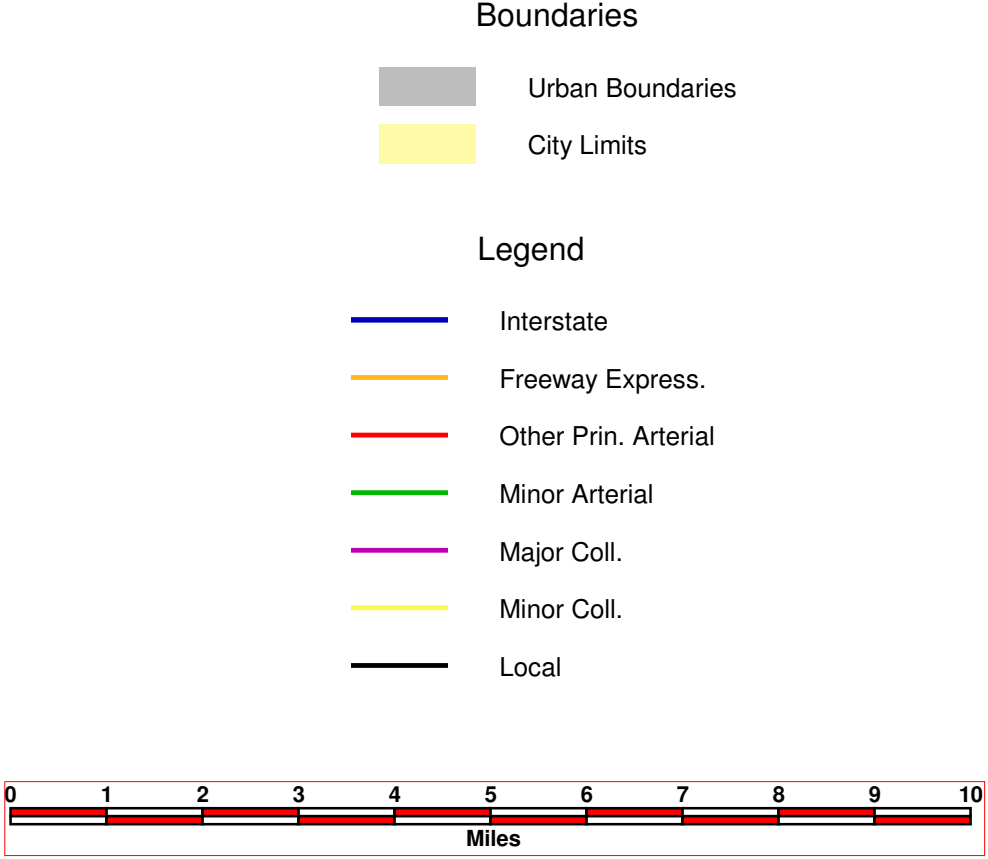 Boundaries
Urban Boundaries
City Limits
Legend
Interstate
Freeway Express.
Other Prin. Arterial
Minor Arterial
Major Coll.
Minor Coll.
Local
0 1 2 3 4 5 6 7 8 9 10
Miles